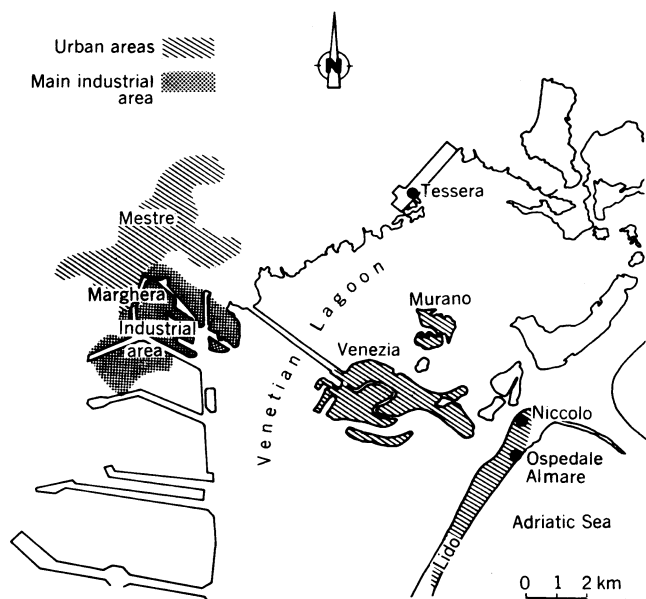 Urban areas
Main industrial
area
N
Tessera
Mestre
Marghera
Industrial
area
Venetian Lagoon
Murano
Venezia
Niccolo
Ospedale
Almare
Adriatic Sea
Lido
0 1 2 km